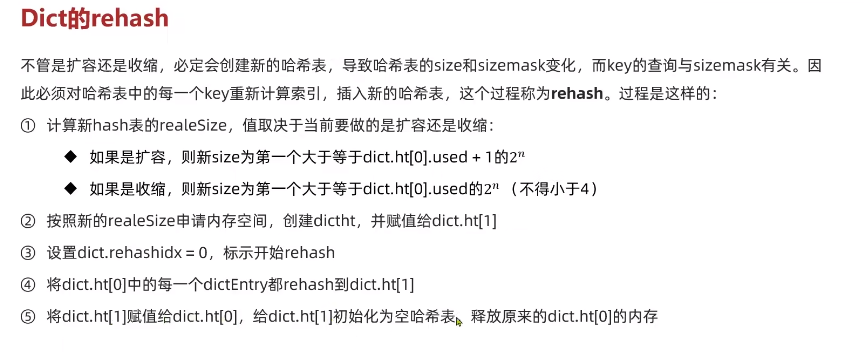 Dict的rehash
不管是扩容还是收缩，必定会创建新的哈希表，导致哈希表的size和sizemask变化，而key的查询与sizemask有关。因
此必须对哈希表中的每一个key重新计算索引，插入新的哈希表，这个过程称为rehash。过程是这样的：
① 计算新hash表的realeSize，值取决于当前要做的是扩容还是收缩：
◆ 如果是扩容，则新size为第一个大于等于dict.ht[0].used + 1的2ⁿ
◆ 如果是收缩，则新size为第一个大于等于dict.ht[0].used的2ⁿ （不得小于4）
② 按照新的realeSize申请内存空间，创建dictht，并赋值给dict.ht[1]
③ 设置dict.rehashidx = 0，标示开始rehash
④ 将dict.ht[0]中的每一个dictEntry都rehash到dict.ht[1]
⑤ 将dict.ht[1]赋值给dict.ht[0]，给dict.ht[1]初始化为空哈希表，释放原来的dict.ht[0]的内存